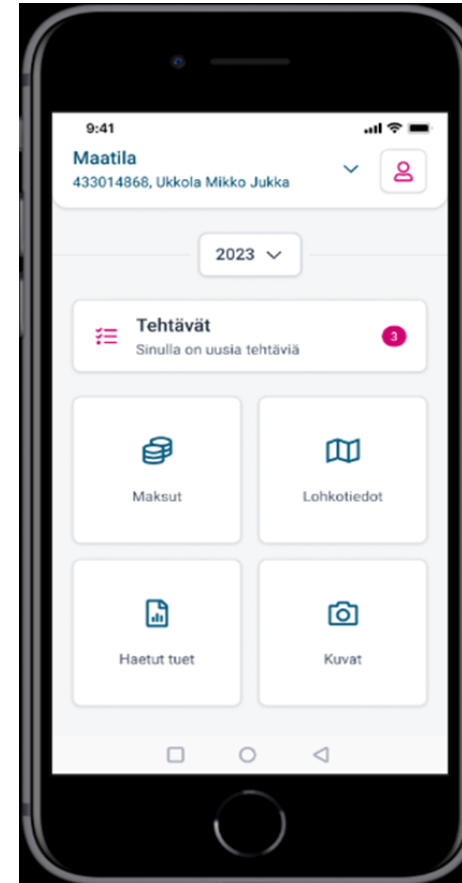 9:41
Maatila
433014868, Ukkola Mikko Jukka
2023
Tehtävät
Sinulla on uusia tehtäviä
3
Maksut
Lohkotiedot
Haetut tuet
Kuvat